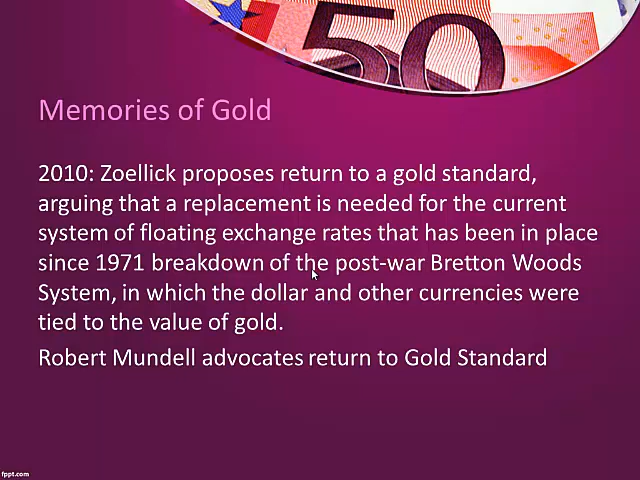 50
Memories of Gold
2010: Zoellick proposes return to a gold standard,
arguing that a replacement is needed for the current
system of floating exchange rates that has been in place
since 1971 breakdown of the post-war Bretton Woods
System, in which the dollar and other currencies were
tied to the value of gold.
Robert Mundell advocates return to Gold Standard
fppt.com